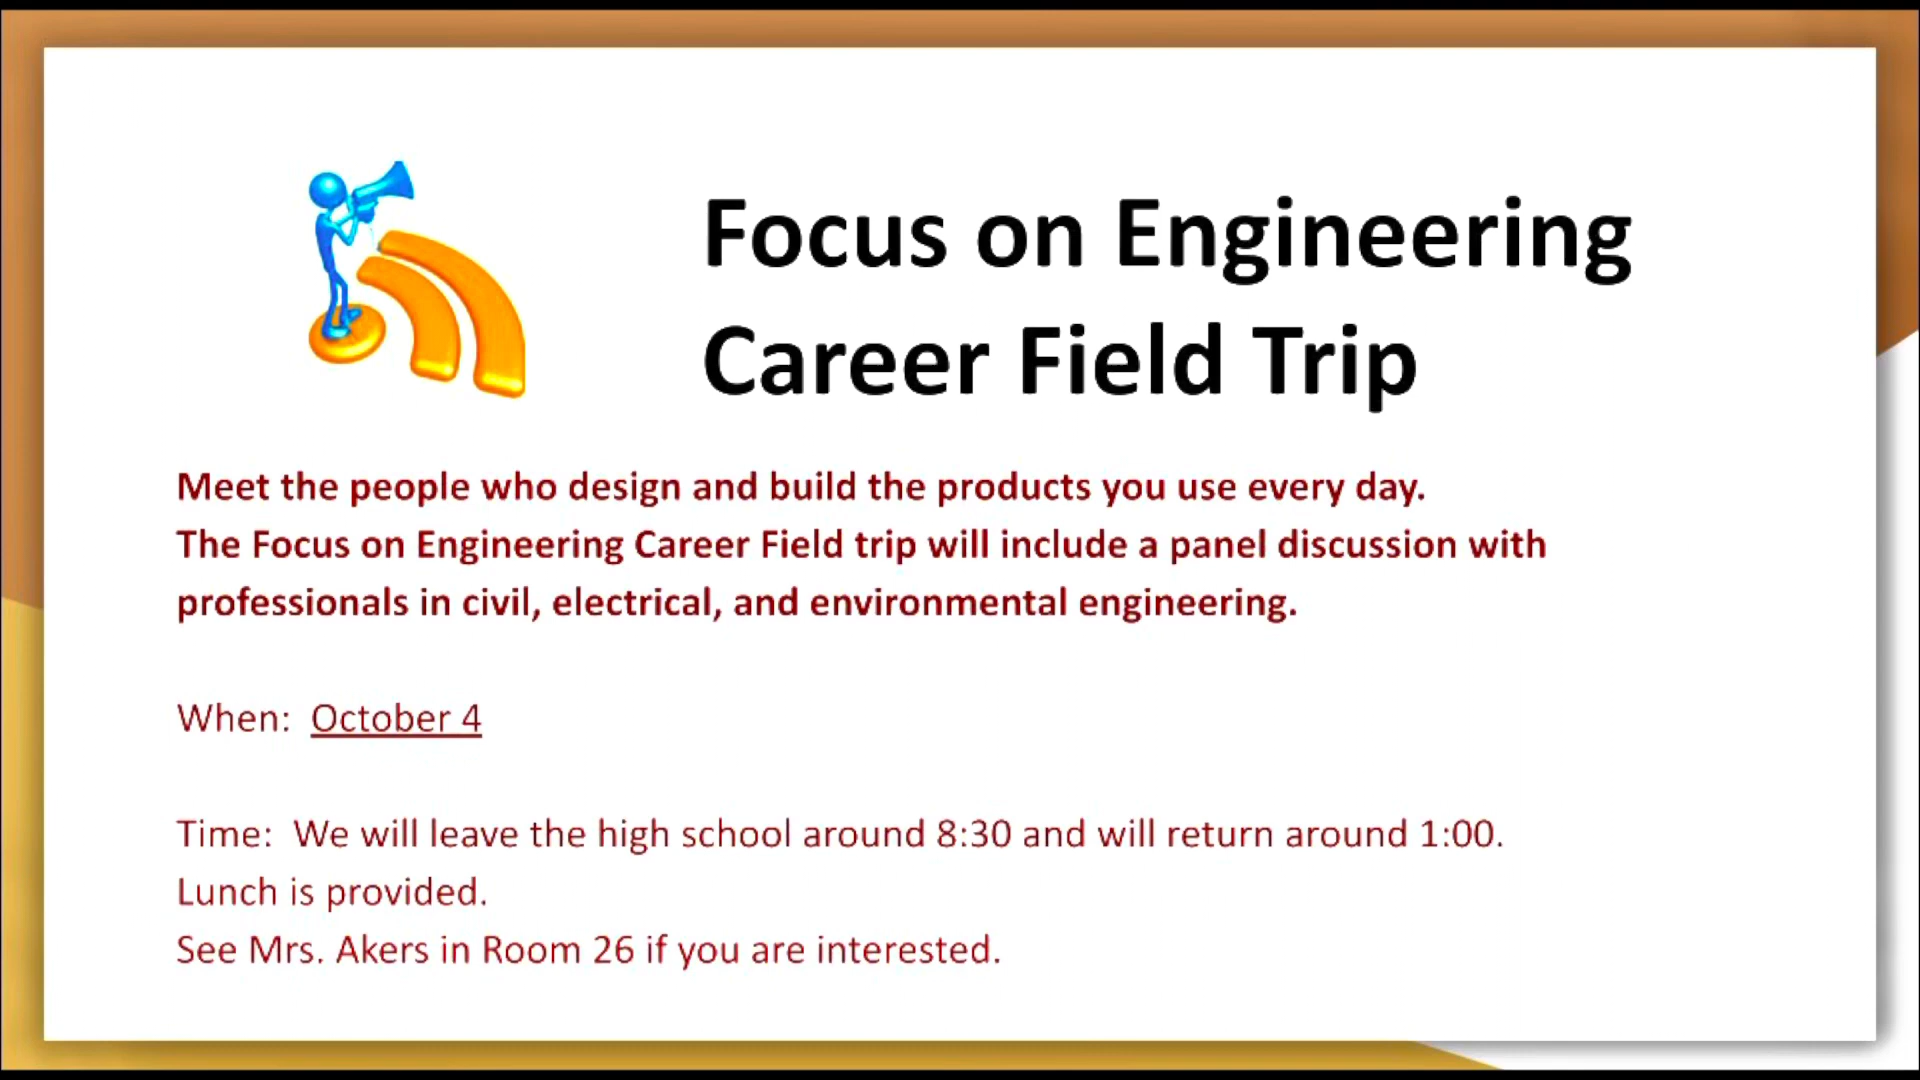 Focus on Engineering
Career Field Trip
Meet the people who design and build the products you use every day.
The Focus on Engineering Career Field trip will include a panel discussion with
professionals in civil, electrical, and environmental engineering.
When: October 4
Time: We will leave the high school around 8:30 and will return around 1:00.
Lunch is provided.
See Mrs. Akers in Room 26 if you are interested.